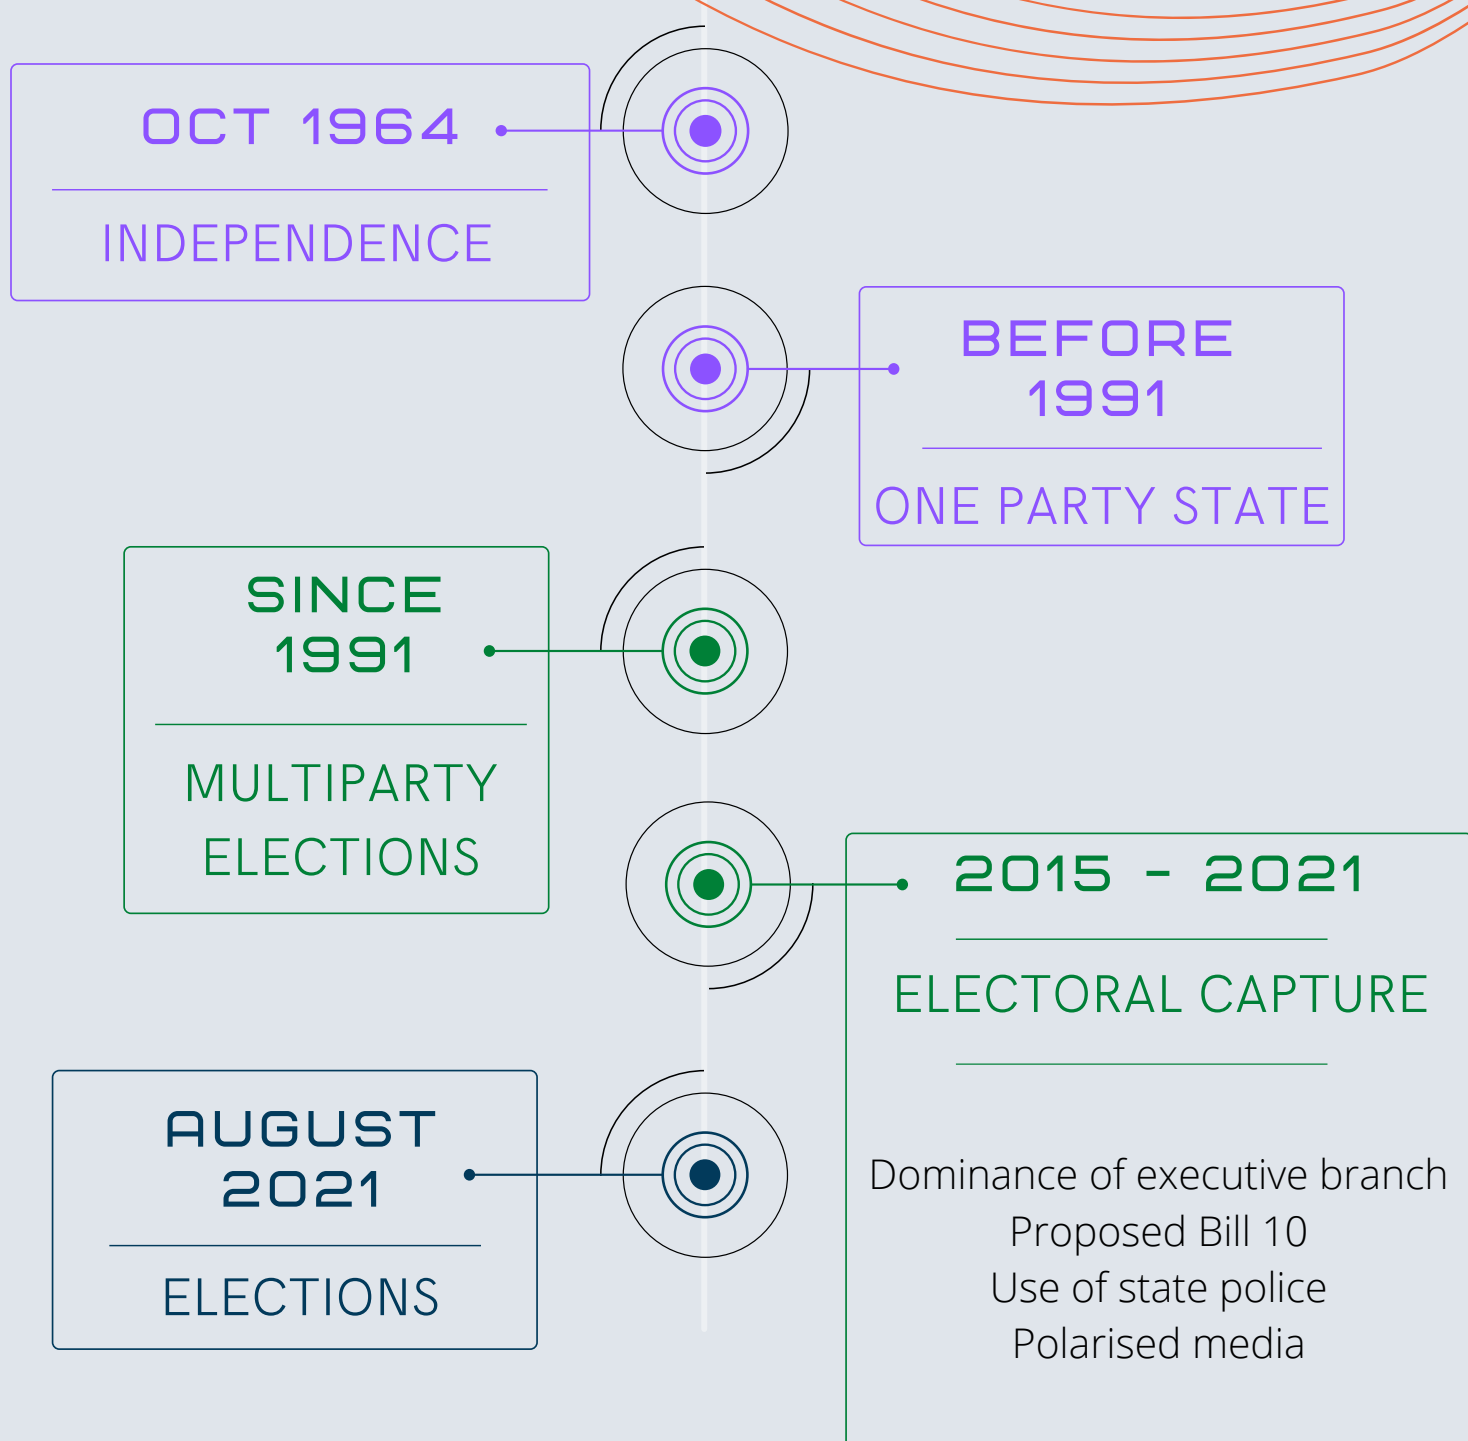 OCT 1964
INDEPENDENCE
BEFORE
1991
ONE PARTY STATE
SINCE
1991
MULTIPARTY
ELECTIONS
2015 - 2021
ELECTORAL CAPTURE
Dominance of executive branch
Proposed Bill 10
Use of state police
Polarised media
AUGUST
2021
ELECTIONS